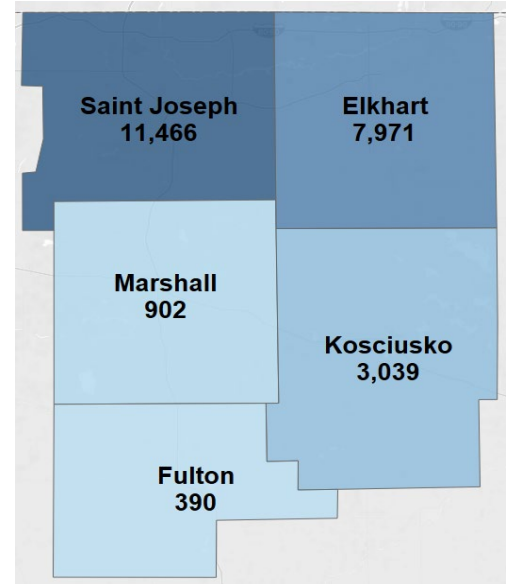 Saint Joseph
11,466
Elkhart
7,971
Marshall
902
Kosciusko
3,039
Fulton
390